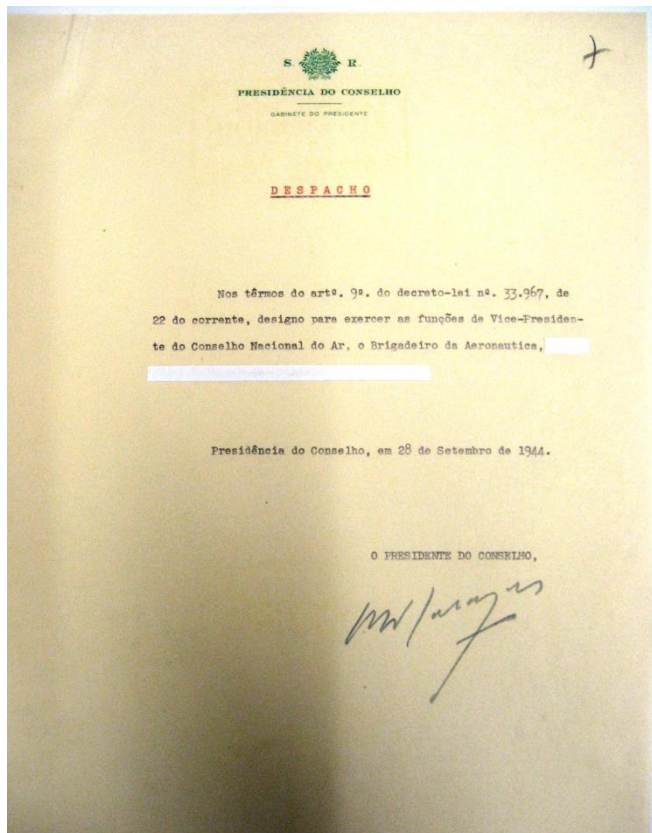 S. R.
PRESIDÊNCIA DO CONSELHO
GABINETE DO PRESIDENTE
DESPACHO
Nos têrmos do artº. 9º. do decreto-lei nº. 33.967, de
22 do corrente, designo para exercer as funções de Vice-Presiden-
te do Conselho Nacional do Ar, o Brigadeiro da Aeronautica,
Presidência do Conselho, em 28 de Setembro de 1944.
O PRESIDENTE DO CONSELHO,